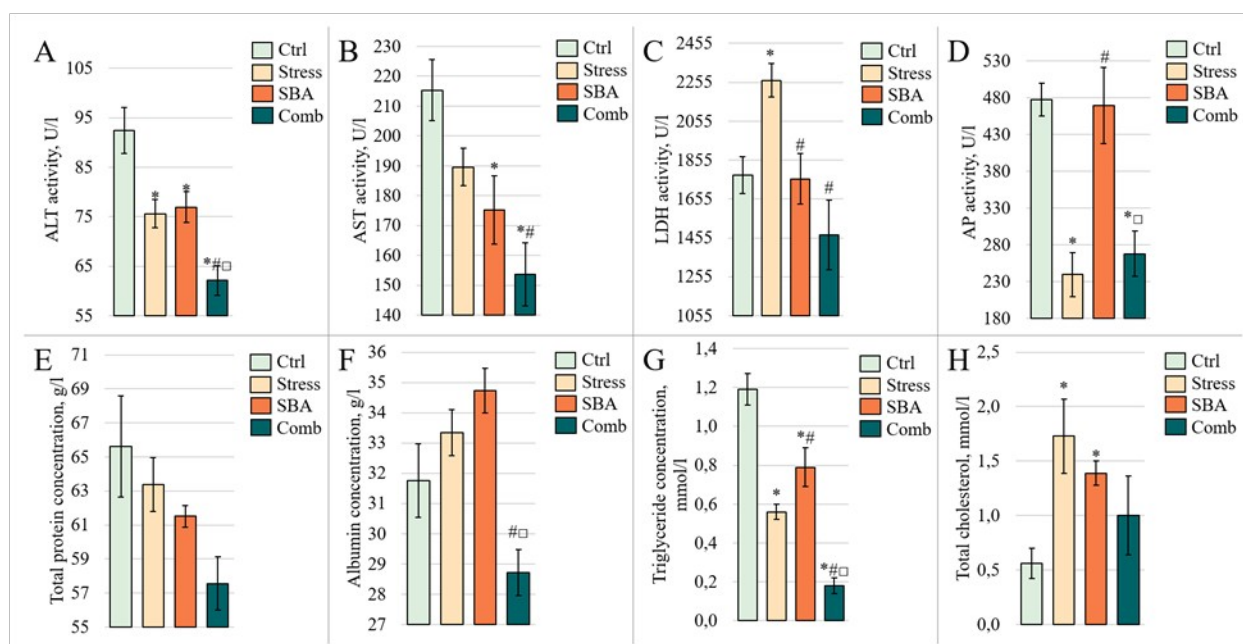 A
ALT activity, U/l
105
95
85
75
65
55
*
*
*#□
Ctrl
Stress
SBA
Comb
B
AST activity, U/l
230
220
210
200
190
180
170
160
150
140
*
*#
Ctrl
Stress
SBA
Comb
C
LDH activity, U/l
2455
2255
2055
1855
1655
1455
1255
1055
*
#
#
Ctrl
Stress
SBA
Comb
D
AP activity, U/l
530
480
430
380
330
280
230
180
*
#
*□
Ctrl
Stress
SBA
Comb
E
Total protein concentration, g/l
71
69
67
65
63
61
59
57
55
Ctrl
Stress
SBA
Comb
F
Albumin concentration, g/l
36
35
34
33
32
31
30
29
28
27
#□
Ctrl
Stress
SBA
Comb
G
Triglyceride concentration,
mmol/l
1,4
1,2
1,0
0,8
0,6
0,4
0,2
0,0
*
*#
*#□
Ctrl
Stress
SBA
Comb
H
Total cholesterol, mmol/l
2,5
2,0
1,5
1,0
0,5
0,0
*
*
Ctrl
Stress
SBA
Comb